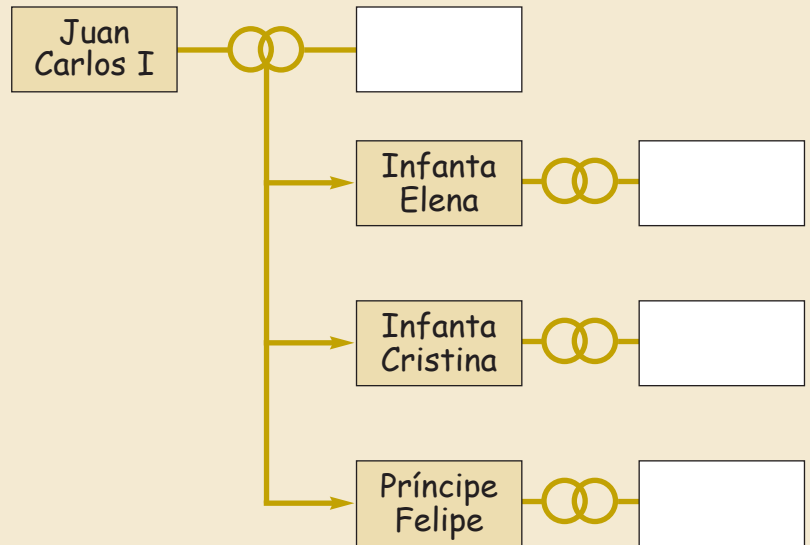 Juan
Carlos I
Infanta
Elena
Infanta
Cristina
Príncipe
Felipe